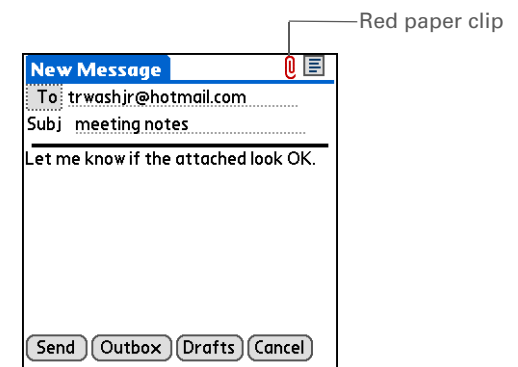 Red paper clip
New Message
To trwashjr@hotmail.com
Subj meeting notes
Let me know if the attached look OK.
Send Outbox Drafts Cancel